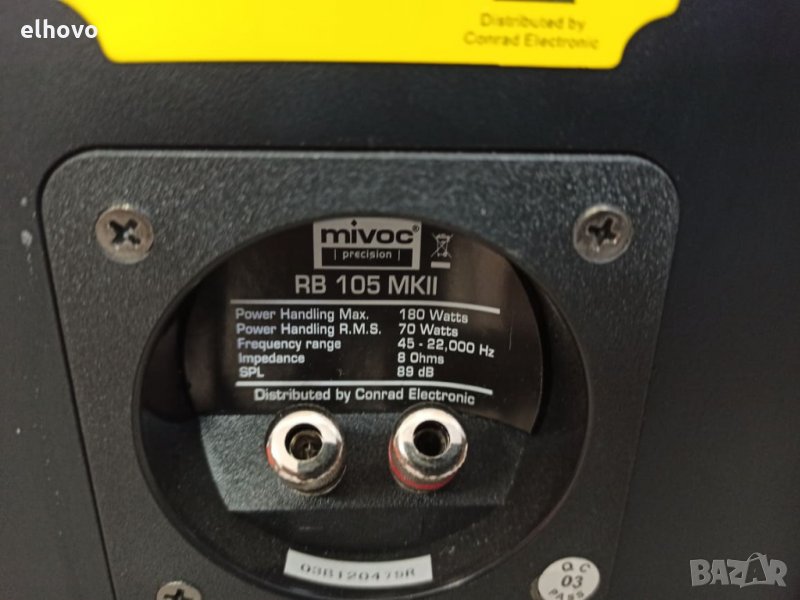 elhovo
Distributed by
Conrad Electronic
mivoc®
precision
RB 105 MKII
Power Handling Max. 180 Watts
Power Handling R.M.S. 70 Watts
Frequency range 45 - 22,000 Hz
Impedance 8 Ohms
SPL 89 dB
Distributed by Conrad Electronic
Q.C
03
PASS
BAZAR